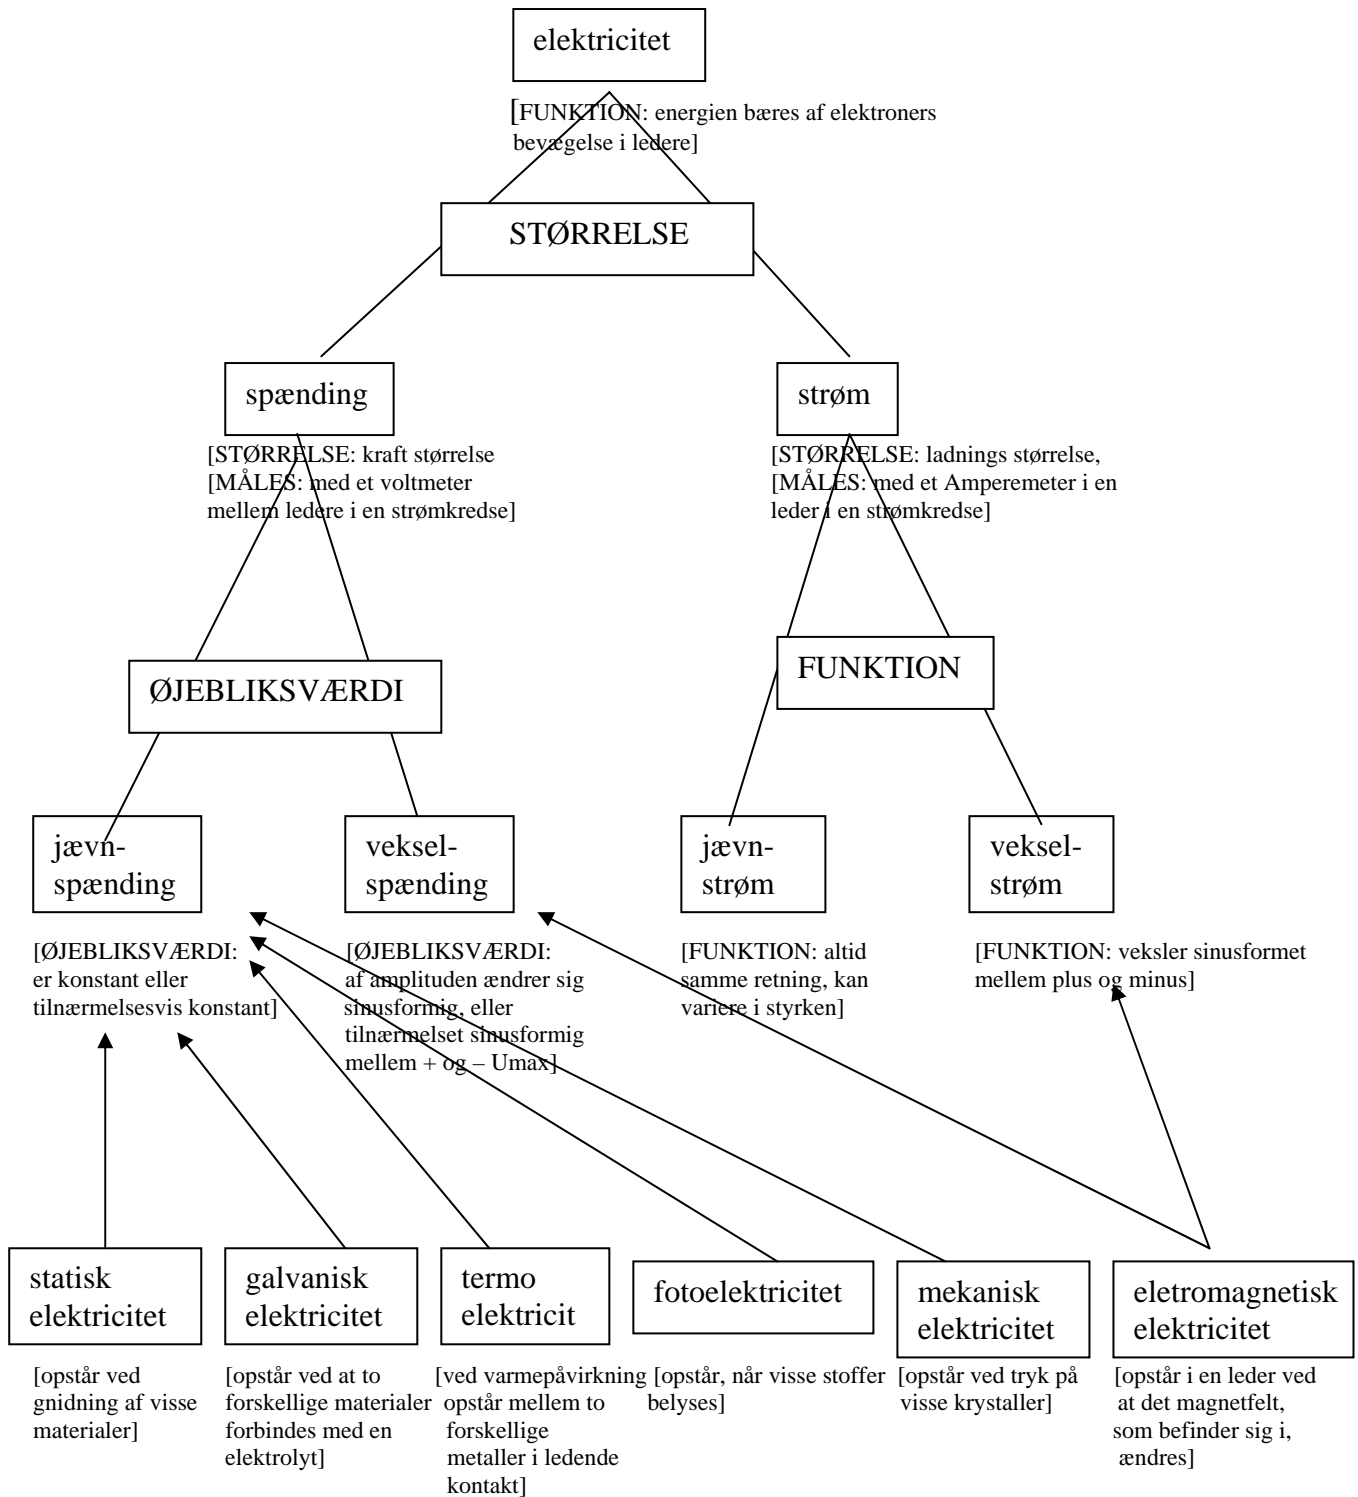 elektricitet
[FUNKTION: energien bæres af elektroners
bevægelse i ledere]
STØRRELSE
spænding
[STØRRELSE: kraft størrelse
[MÅLES: med et voltmeter
mellem ledere i en strømkredse]
strøm
[STØRRELSE: ladnings størrelse,
[MÅLES: med et Amperemeter i en
leder i en strømkredse]
ØJEBLIKSVÆRDI
FUNKTION
jævn-
spænding
[ØJEBLIKSVÆRDI:
er konstant eller
tilnærmelsesvis konstant]
veksel-
spænding
[ØJEBLIKSVÆRDI:
af amplituden ændrer sig
sinusformig, eller
tilnærmelset sinusformig
mellem + og – Umax]
jævn-
strøm
[FUNKTION: altid
samme retning, kan
variere i styrken]
veksel-
strøm
[FUNKTION: veksler sinusformet
mellem plus og minus]
statisk
elektricitet
[opstår ved
gnidning af visse
materialer]
galvanisk
elektricitet
[opstår ved at to
forskellige materialer
forbindes med en
elektrolyt]
termo
elektricit
[ved varmepåvirkning
opstår mellem to
forskellige
metaller i ledende
kontakt]
fotoelektricitet
[opstår, når visse stoffer
belyses]
mekanisk
elektricitet
[opstår ved tryk på
visse krystaller]
eletromagnetisk
elektricitet
[opstår i en leder ved
at det magnetfelt,
som befinder sig i,
ændres]